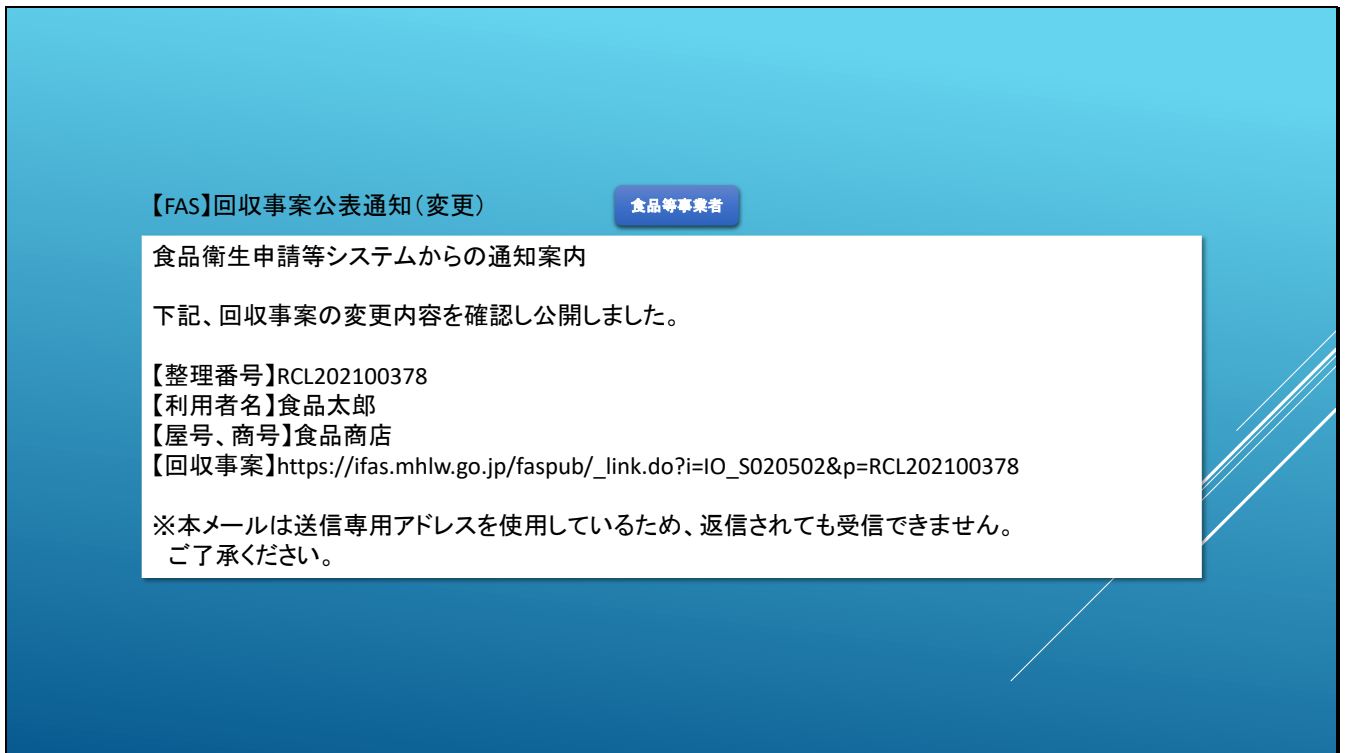 【FAS】回収事案公表通知（変更）
食品等事業者
食品衛生申請等システムからの通知案内
下記、回収事案の変更内容を確認し公開しました。
【整理番号】RCL202100378
【利用者名】食品太郎
【屋号、商号】食品商店
【回収事案】https://ifas.mhlw.go.jp/faspub/_link.do?i=IO_S020502&p=RCL202100378
※本メールは送信専用アドレスを使用しているため、返信されても受信できません。
ご了承ください。